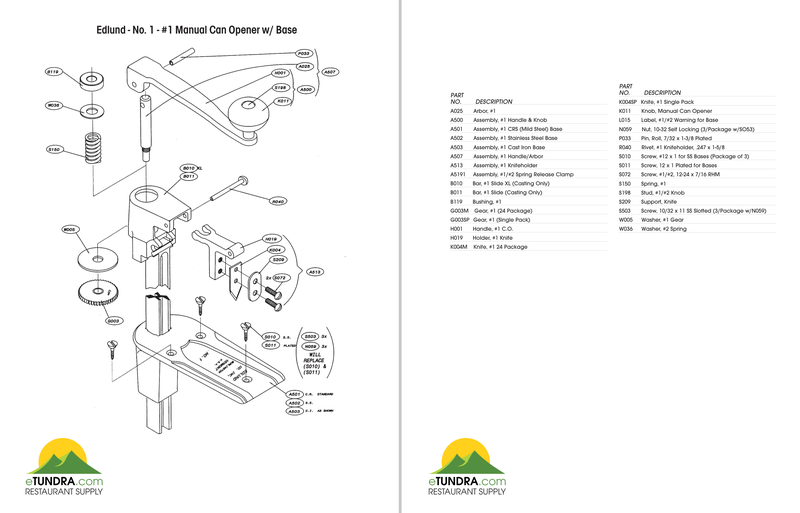 Edlund - No. 1 - #1 Manual Can Opener w/ Base
P033
A025
A507
H001
S198
A500
K011
B119
W036
S150
B010 XL
B011
R040
W005
H019
K004
S209
2x S072
A513
G003
S010 S.S.
S011 PLATED
S503 3x
N059 3x
WILL
REPLACE
(S010) &
(S011)
A501 C.R. STANDARD
A502 S.S.
A503 C.I. AS SHOWN
eTUNDRA.com
RESTAURANT SUPPLY
PART
NO. DESCRIPTION
A025 Arbor, #1
A500 Assembly, #1 Handle & Knob
A501 Assembly, #1 CRS (Mild Steel) Base
A502 Assembly, #1 Stainless Steel Base
A503 Assembly, #1 Cast Iron Base
A507 Assembly, #1 Handle/Arbor
A513 Assembly, #1 Knifeholder
A5191 Assembly, #1/#2 Spring Release Clamp
B010 Bar, #1 Slide XL (Casting Only)
B011 Bar, #1 Slide (Casting Only)
B119 Bushing, #1
G003M Gear, #1 (24 Package)
G003SP Gear, #1 (Single Pack)
H001 Handle, #1 C.O.
H019 Holder, #1 Knife
K004M Knife, #1 24 Package
PART
NO. DESCRIPTION
K004SP Knife, #1 Single Pack
K011 Knob, Manual Can Opener
L015 Label, #1/#2 Warning for Base
N059 Nut, 10-32 Self Locking (3/Package w/SO53)
P033 Pin, Roll, 7/32 x 1-3/8 Plated
R040 Rivet, #1 Knifeholder, .247 x 1-5/8
S010 Screw, #12 x 1 for SS Bases (Package of 3)
S011 Screw, 12 x 1 Plated for Bases
S072 Screw, #1/#2, 12-24 x 7/16 RHM
S150 Spring, #1
S198 Stud, #1/#2 Knob
S209 Support, Knife
S503 Screw, 10/32 x 11 SS Slotted (3/Package w/N059)
W005 Washer, #1 Gear
W036 Washer, #2 Spring
eTUNDRA.com
RESTAURANT SUPPLY